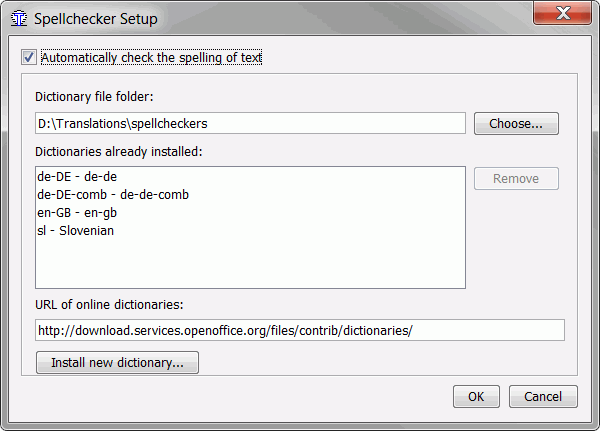 Spellchecker Setup
Automatically check the spelling of text
Dictionary file folder:
D:\Translations\spellcheckers
Choose...
Dictionaries already installed:
de-DE - de-de
de-DE-comb - de-de-comb
en-GB - en-gb
sl - Slovenian
Remove
URL of online dictionaries:
http://download.services.openoffice.org/files/contrib/dictionaries/
Install new dictionary...
OK
Cancel